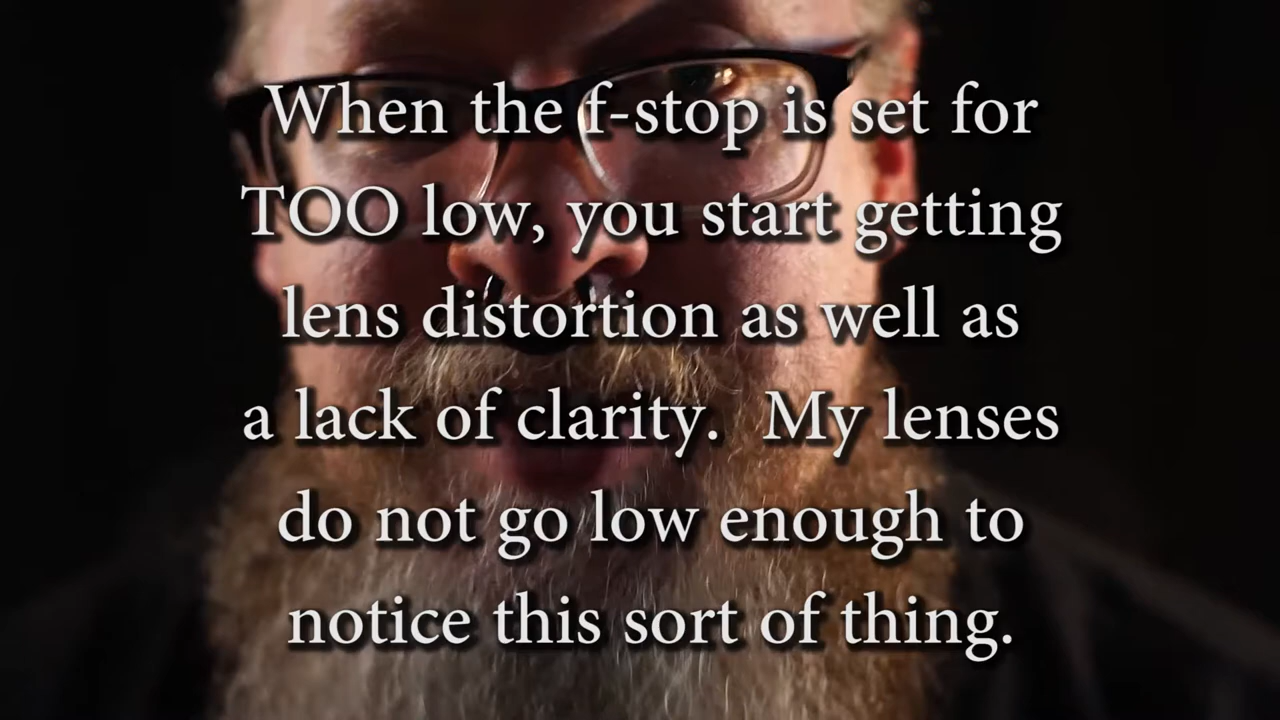 When the f-stop is set for
TOO low, you start getting
lens distortion as well as
a lack of clarity.  My lenses
do not go low enough to
notice this sort of thing.